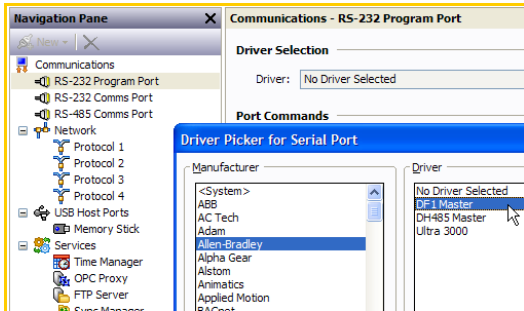 Navigation Pane
New
Communications
RS-232 Program Port
RS-232 Comms Port
RS-485 Comms Port
Network
Protocol 1
Protocol 2
Protocol 3
Protocol 4
USB Host Ports
Memory Stick
Services
Time Manager
OPC Proxy
FTP Server
Sync Manager
Communications - RS-232 Program Port
Driver Selection
Driver: No Driver Selected
Port Commands
Driver Picker for Serial Port
Manufacturer
<System>
ABB
AC Tech
Adam
Allen-Bradley
Alpha Gear
Alstom
Animatics
Applied Motion
BACnet
Driver
No Driver Selected
DF1 Master
DH485 Master
Ultra 3000